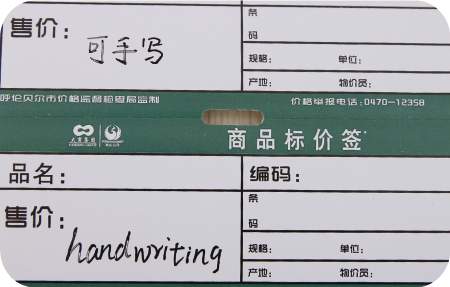 售价: 可手写
条
码
规格: 单位:
产地: 物价员:
呼伦贝尔市价格监督检查局监制 价格举报电话:0470-12358
商品标价签
品名: 编码:
售价: handwriting
条
码
规格: 单位:
产地: 物价员: